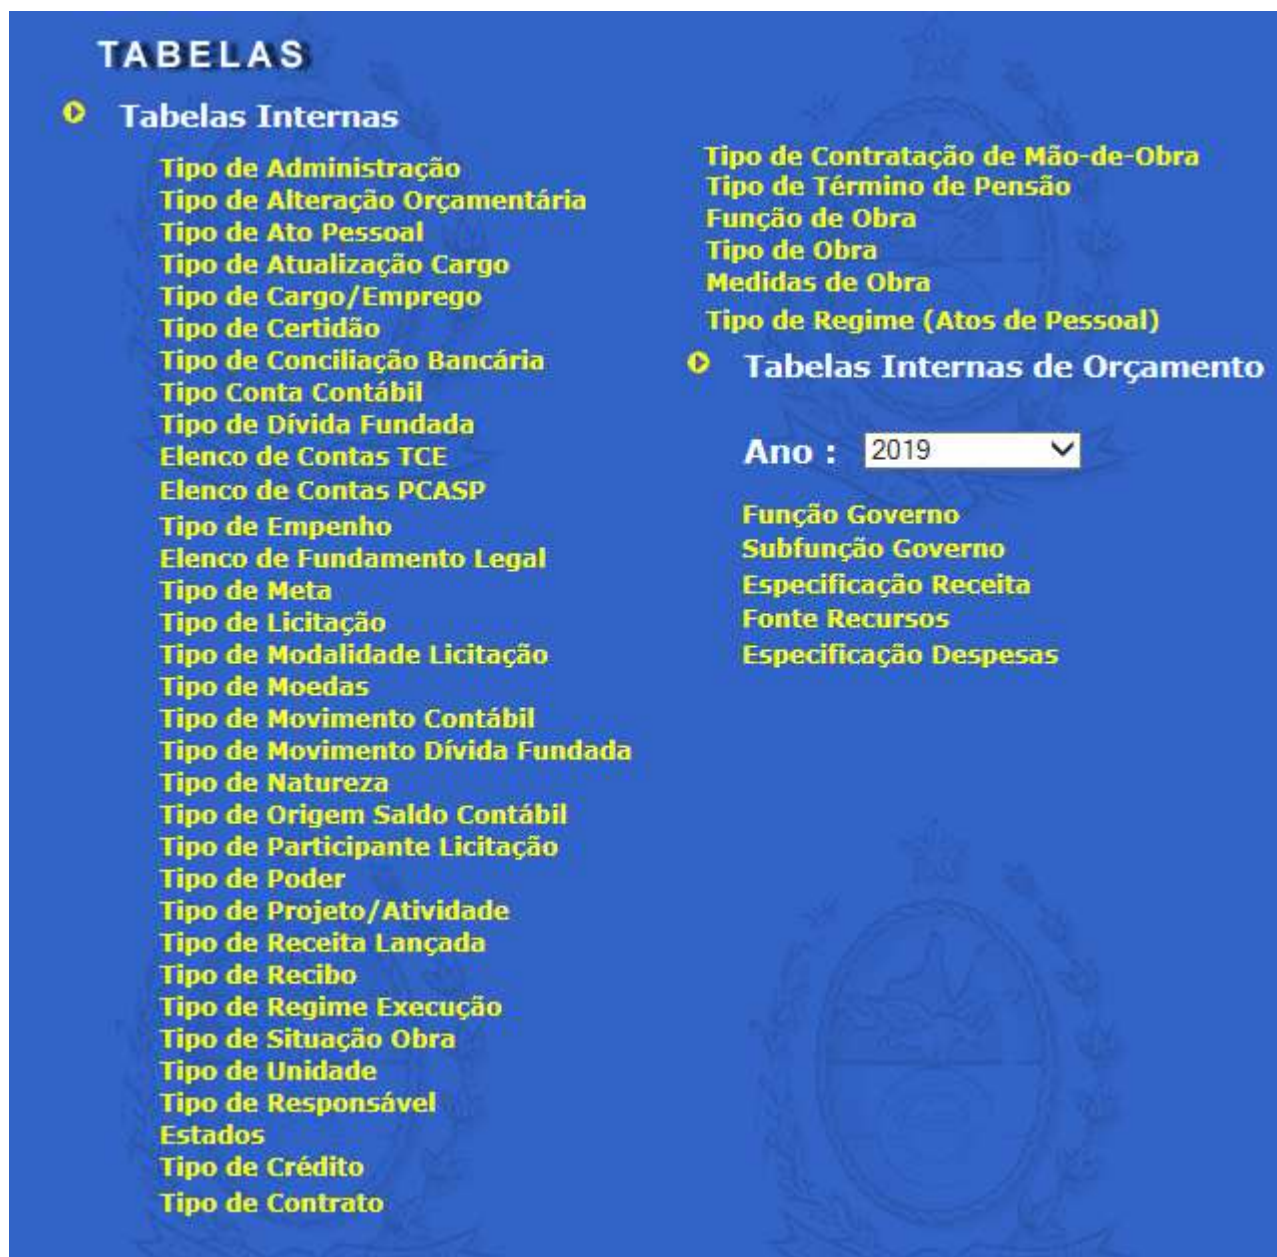 TABELAS
Tabelas Internas
Tipo de Administração
Tipo de Alteração Orçamentária
Tipo de Ato Pessoal
Tipo de Atualização Cargo
Tipo de Cargo/Emprego
Tipo de Certidão
Tipo de Conciliação Bancária
Tipo Conta Contábil
Tipo de Dívida Fundada
Elenco de Contas TCE
Elenco de Contas PCASP
Tipo de Empenho
Elenco de Fundamento Legal
Tipo de Meta
Tipo de Licitação
Tipo de Modalidade Licitação
Tipo de Moedas
Tipo de Movimento Contábil
Tipo de Movimento Dívida Fundada
Tipo de Natureza
Tipo de Origem Saldo Contábil
Tipo de Participante Licitação
Tipo de Poder
Tipo de Projeto/Atividade
Tipo de Receita Lançada
Tipo de Recibo
Tipo de Regime Execução
Tipo de Situação Obra
Tipo de Unidade
Tipo de Responsável
Estados
Tipo de Crédito
Tipo de Contrato
Tipo de Contratação de Mão-de-Obra
Tipo de Término de Pensão
Função de Obra
Tipo de Obra
Medidas de Obra
Tipo de Regime (Atos de Pessoal)
Tabelas Internas de Orçamento
Ano : 2019
Função Governo
Subfunção Governo
Especificação Receita
Fonte Recursos
Especificação Despesas